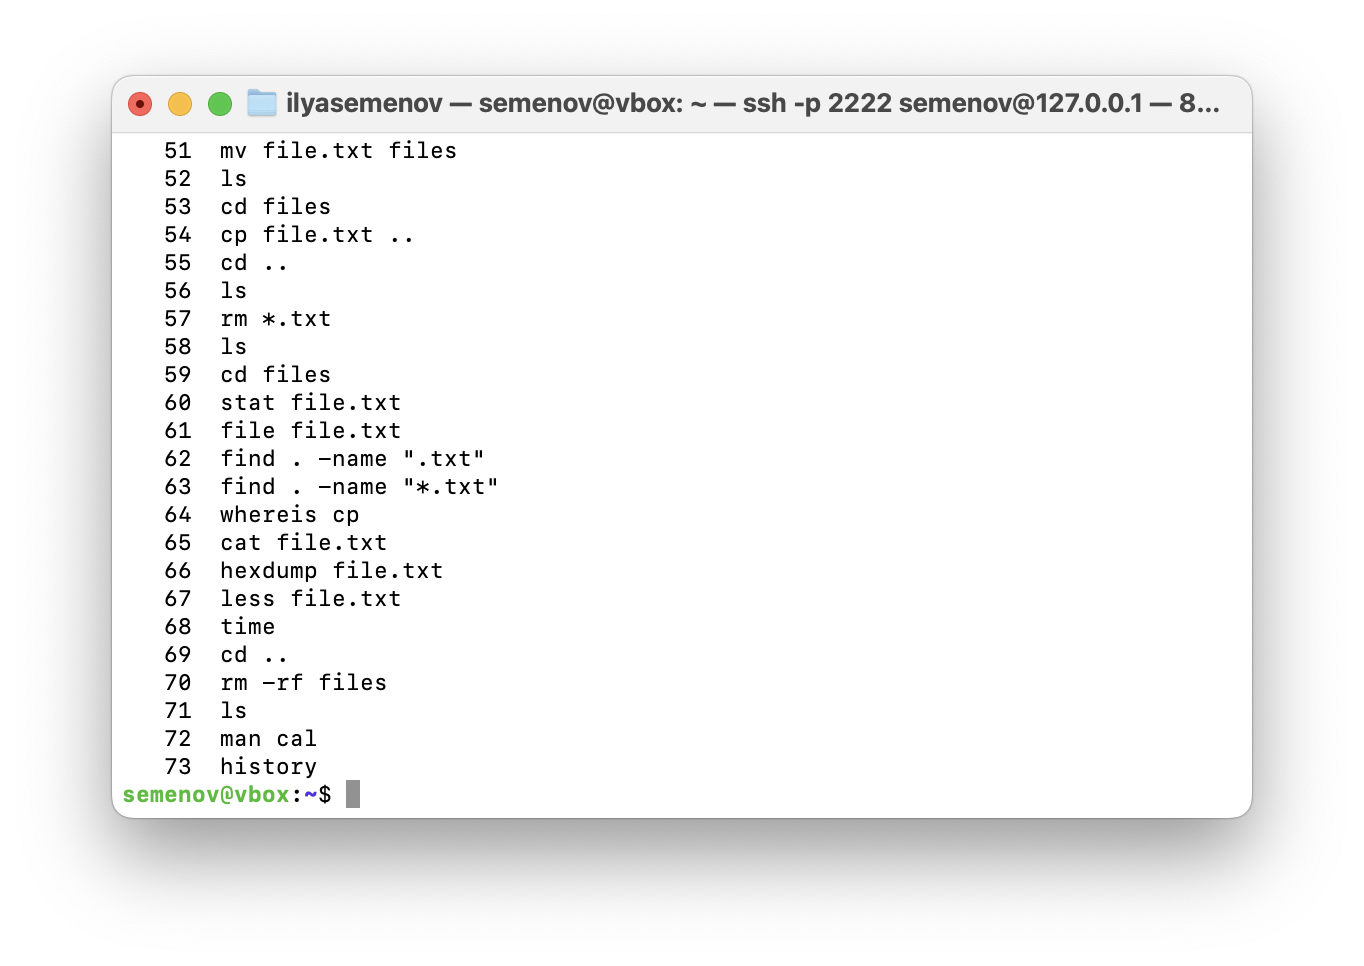 ilyasemenov — semenov@vbox: ~ — ssh -p 2222 semenov@127.0.0.1 — 8...
51 mv file.txt files
52 ls
53 cd files
54 cp file.txt ..
55 cd ..
56 ls
57 rm *.txt
58 ls
59 cd files
60 stat file.txt
61 file file.txt
62 find . -name ".txt"
63 find . -name "*.txt"
64 whereis cp
65 cat file.txt
66 hexdump file.txt
67 less file.txt
68 time
69 cd ..
70 rm -rf files
71 ls
72 man cal
73 history
semenov@vbox:~$